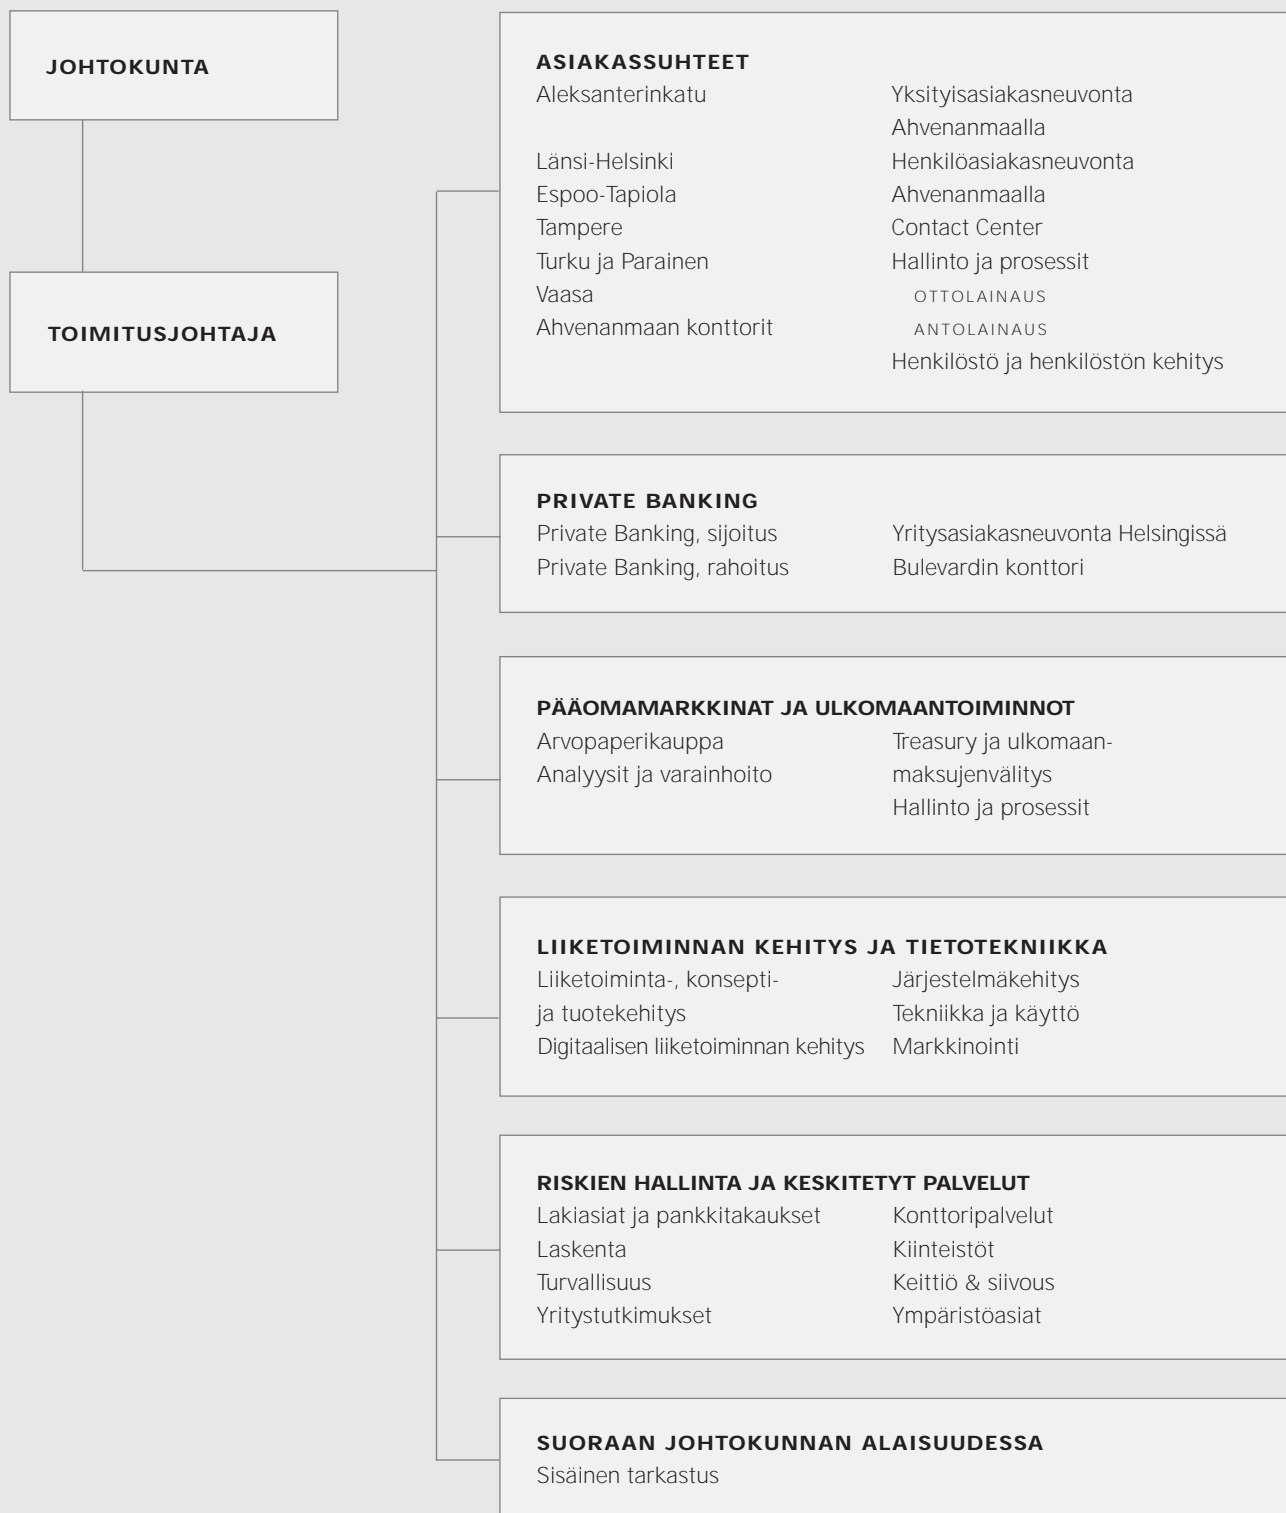 JOHTOKUNTA
TOIMITUSJOHTAJA
ASIAKASSUHTEET
Aleksanterinkatu
Länsi-Helsinki
Espoo-Tapiola
Tampere
Turku ja Parainen
Vaasa
Ahvenanmaan konttorit
Yksityisasiakasneuvonta
Ahvenanmaalla
Henkilöasiakasneuvonta
Ahvenanmaalla
Contact Center
Hallinto ja prosessit
OTTOLAINAUS
ANTOLAINAUS
Henkilöstö ja henkilöstön kehitys
PRIVATE BANKING
Private Banking, sijoitus
Private Banking, rahoitus
Yritysasiakasneuvonta Helsingissä
Bulevardin konttori
PÄÄOMAMARKKINAT JA ULKOMAANTOIMINNOT
Arvopaperikauppa
Analyysit ja varainhoito
Treasury ja ulkomaan-
maksujenvälitys
Hallinto ja prosessit
LIIKETOIMINNAN KEHITYS JA TIETOTEKNIIKKA
Liiketoiminta-, konsepti-
ja tuotekehitys
Digitaalisen liiketoiminnan kehitys
Järjestelmäkehitys
Tekniikka ja käyttö
Markkinointi
RISKIEN HALLINTA JA KESKITETYT PALVELUT
Lakiasiat ja pankkitakaukset
Laskenta
Turvallisuus
Yritystutkimukset
Konttoripalvelut
Kiinteistöt
Keittiö & siivous
Ympäristöasiat
SUORAAN JOHTOKUNNAN ALAISUUDESSA
Sisäinen tarkastus